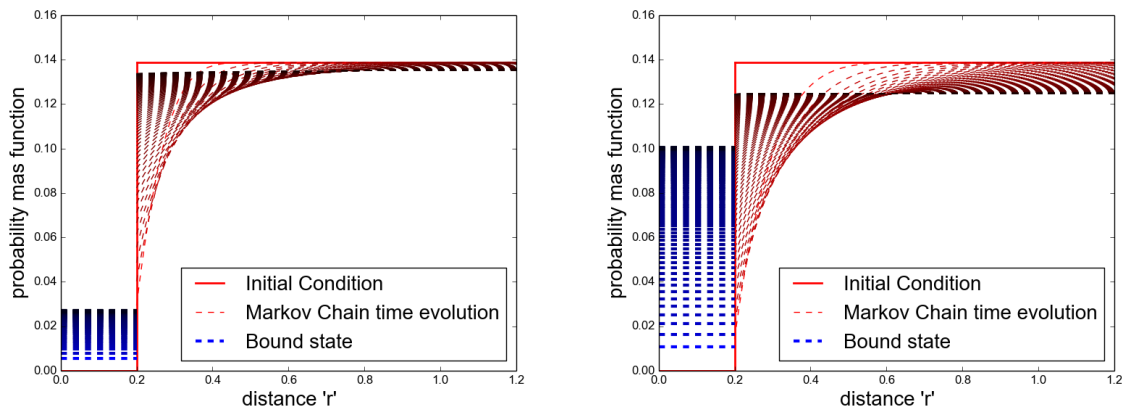 0.16
0.14
0.12
0.10
0.08
0.06
0.04
0.02
0.00
probability mas function
Initial Condition
Markov Chain time evolution
Bound state
0.0 0.2 0.4 0.6 0.8 1.0 1.2
distance 'r'
0.16
0.14
0.12
0.10
0.08
0.06
0.04
0.02
0.00
probability mas function
Initial Condition
Markov Chain time evolution
Bound state
0.0 0.2 0.4 0.6 0.8 1.0 1.2
distance 'r'